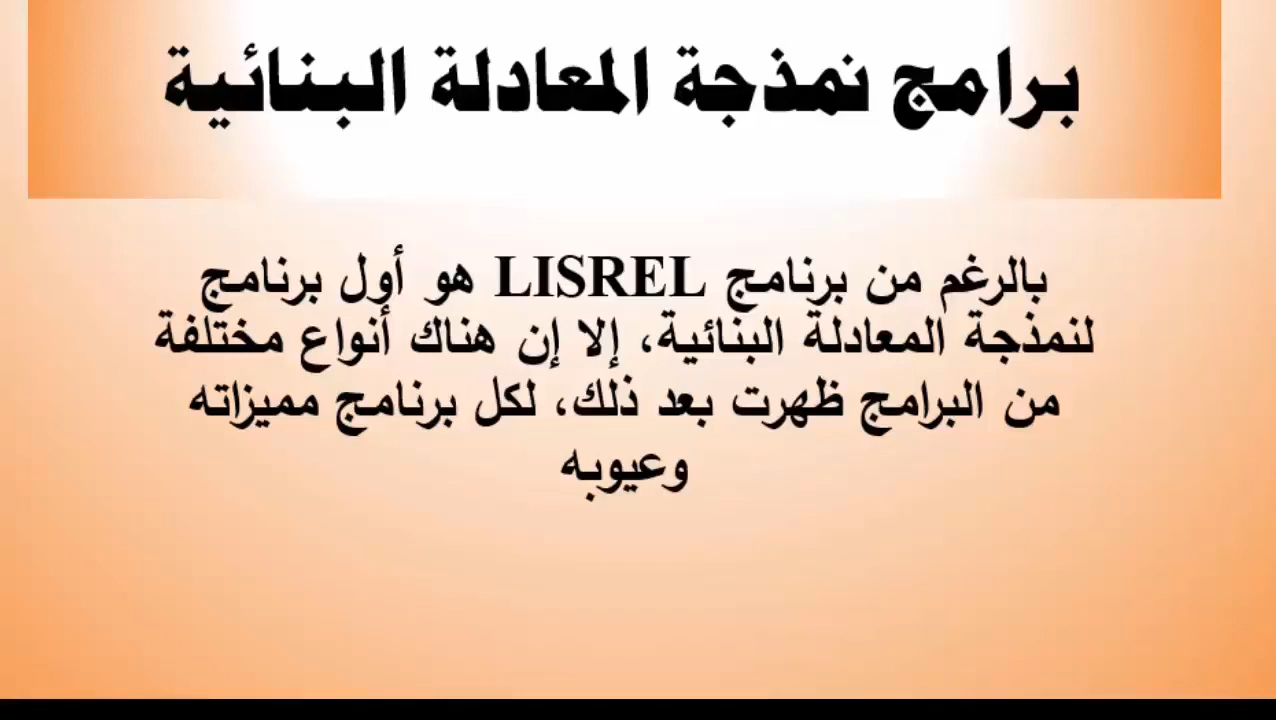 برامج نمذجة المعادلة البنائية
بالرغم من برنامج LISREL هو أول برنامج
لنمذجة المعادلة البنائية، إلا إن هناك أنواع مختلفة
من البرامج ظهرت بعد ذلك، لكل برنامج مميزاته
وعيوبه